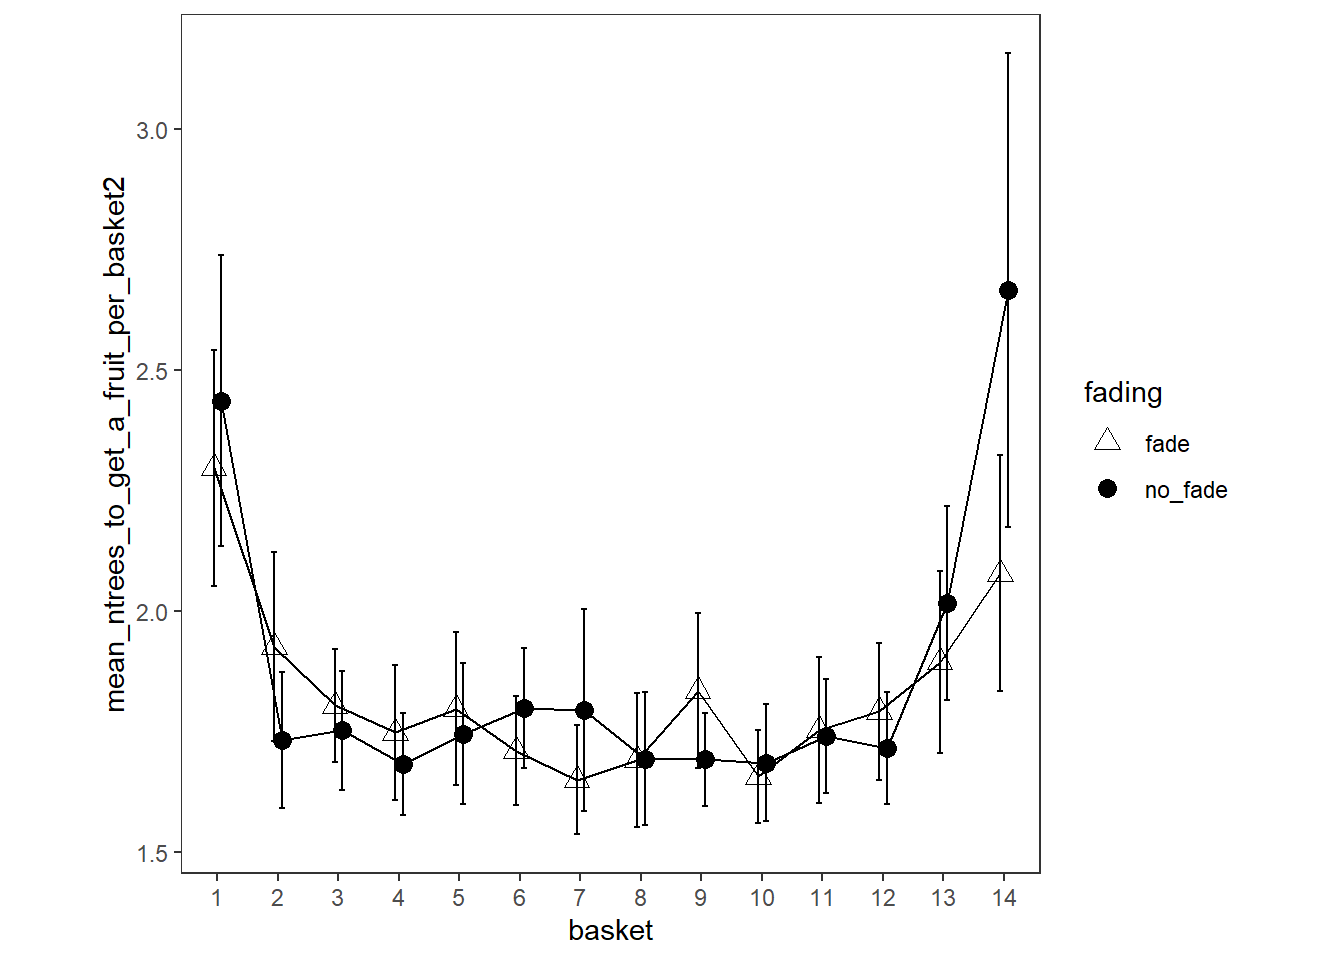 mean_ntrees_to_get_a_fruit_per_basket2
3.0
2.5
2.0
1.5
1 2 3 4 5 6 7 8 9 10 11 12 13 14
basket
fading
fade
no_fade